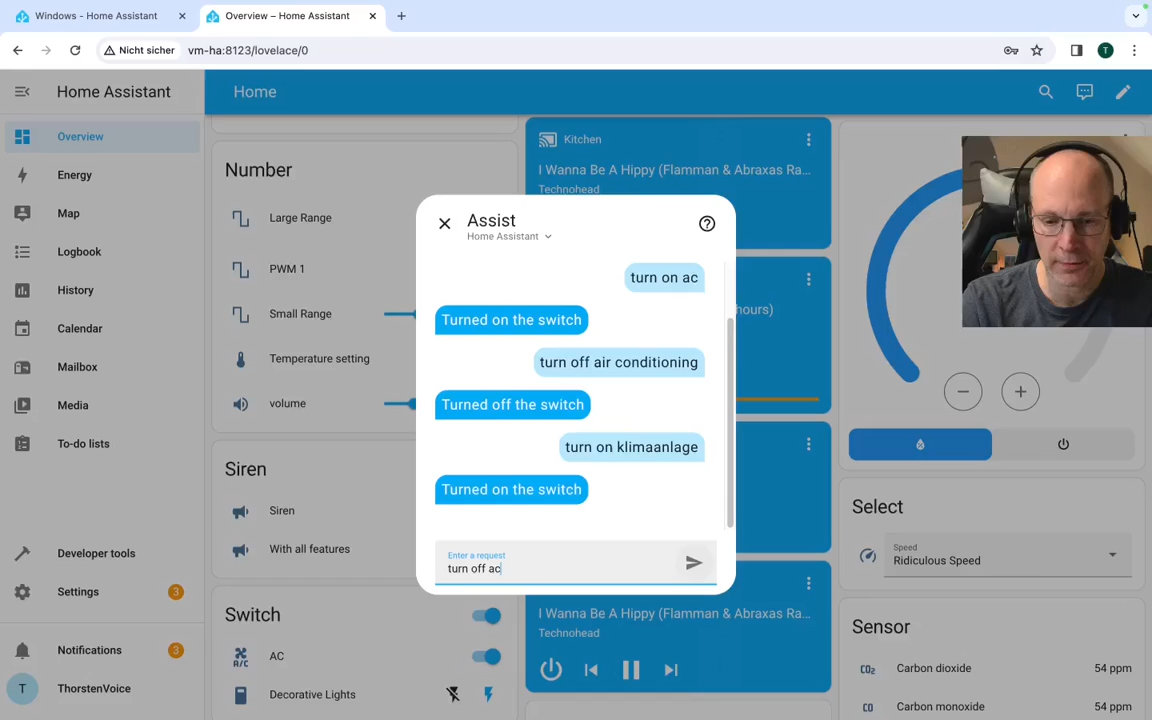 Windows - Home Assistant
Overview – Home Assistant
Nicht sicher
vm-ha:8123/lovelace/0
T
Home Assistant
Home
Overview
Energy
Map
Logbook
History
Calendar
Mailbox
Media
To-do lists
Developer tools
Settings
3
Notifications
3
T
ThorstenVoice
Number
Large Range
PWM 1
Small Range
Temperature setting
volume
Siren
Siren
With all features
Switch
A/C
AC
Decorative Lights
Kitchen
I Wanna Be A Hippy (Flamman & Abraxas Ra...
Technohead
hours)
Assist
Home Assistant
turn on ac
Turned on the switch
turn off air conditioning
Turned off the switch
turn on klimaanlage
Turned on the switch
Enter a request
turn off ac
I Wanna Be A Hippy (Flamman & Abraxas Ra...
Technohead
Select
Speed
Ridiculous Speed
Sensor
CO₂
Carbon dioxide
54 ppm
CO
Carbon monoxide
54 ppm